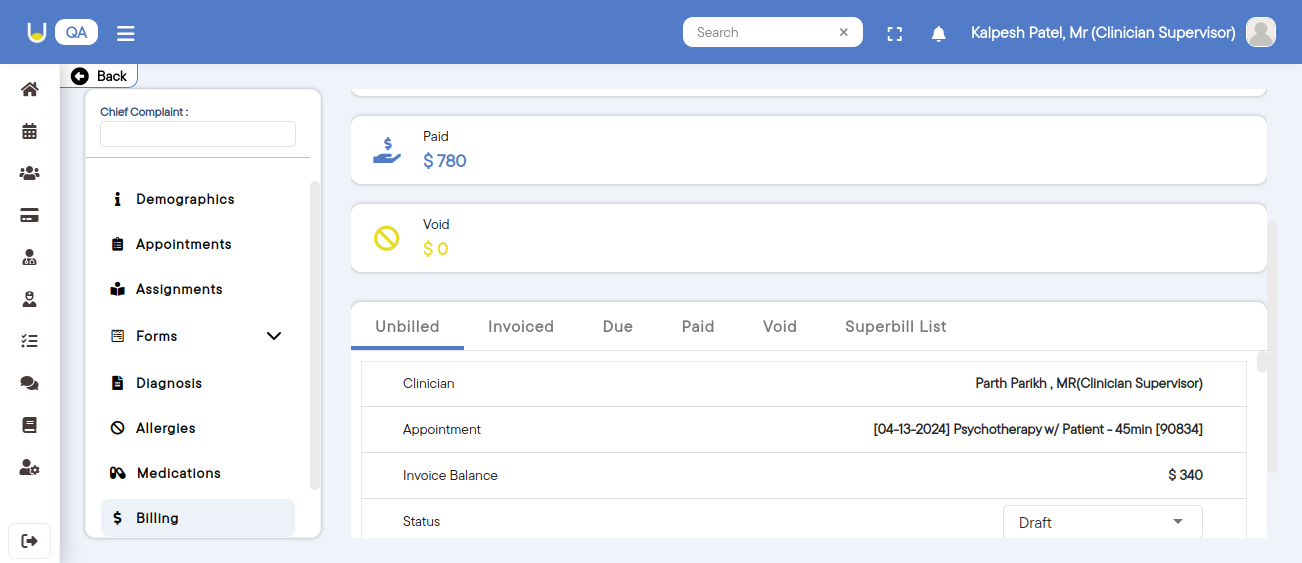 QA
Search
Kalpesh Patel, Mr (Clinician Supervisor)
Back
Chief Complaint :
Demographics
Appointments
Assignments
Forms
Diagnosis
Allergies
Medications
Billing
Paid
$ 780
Void
$ 0
Unbilled Invoiced Due Paid Void Superbill List
Clinician Parth Parikh , MR(Clinician Supervisor)
Appointment [04-13-2024] Psychotherapy w/ Patient - 45min [90834]
Invoice Balance $ 340
Status Draft